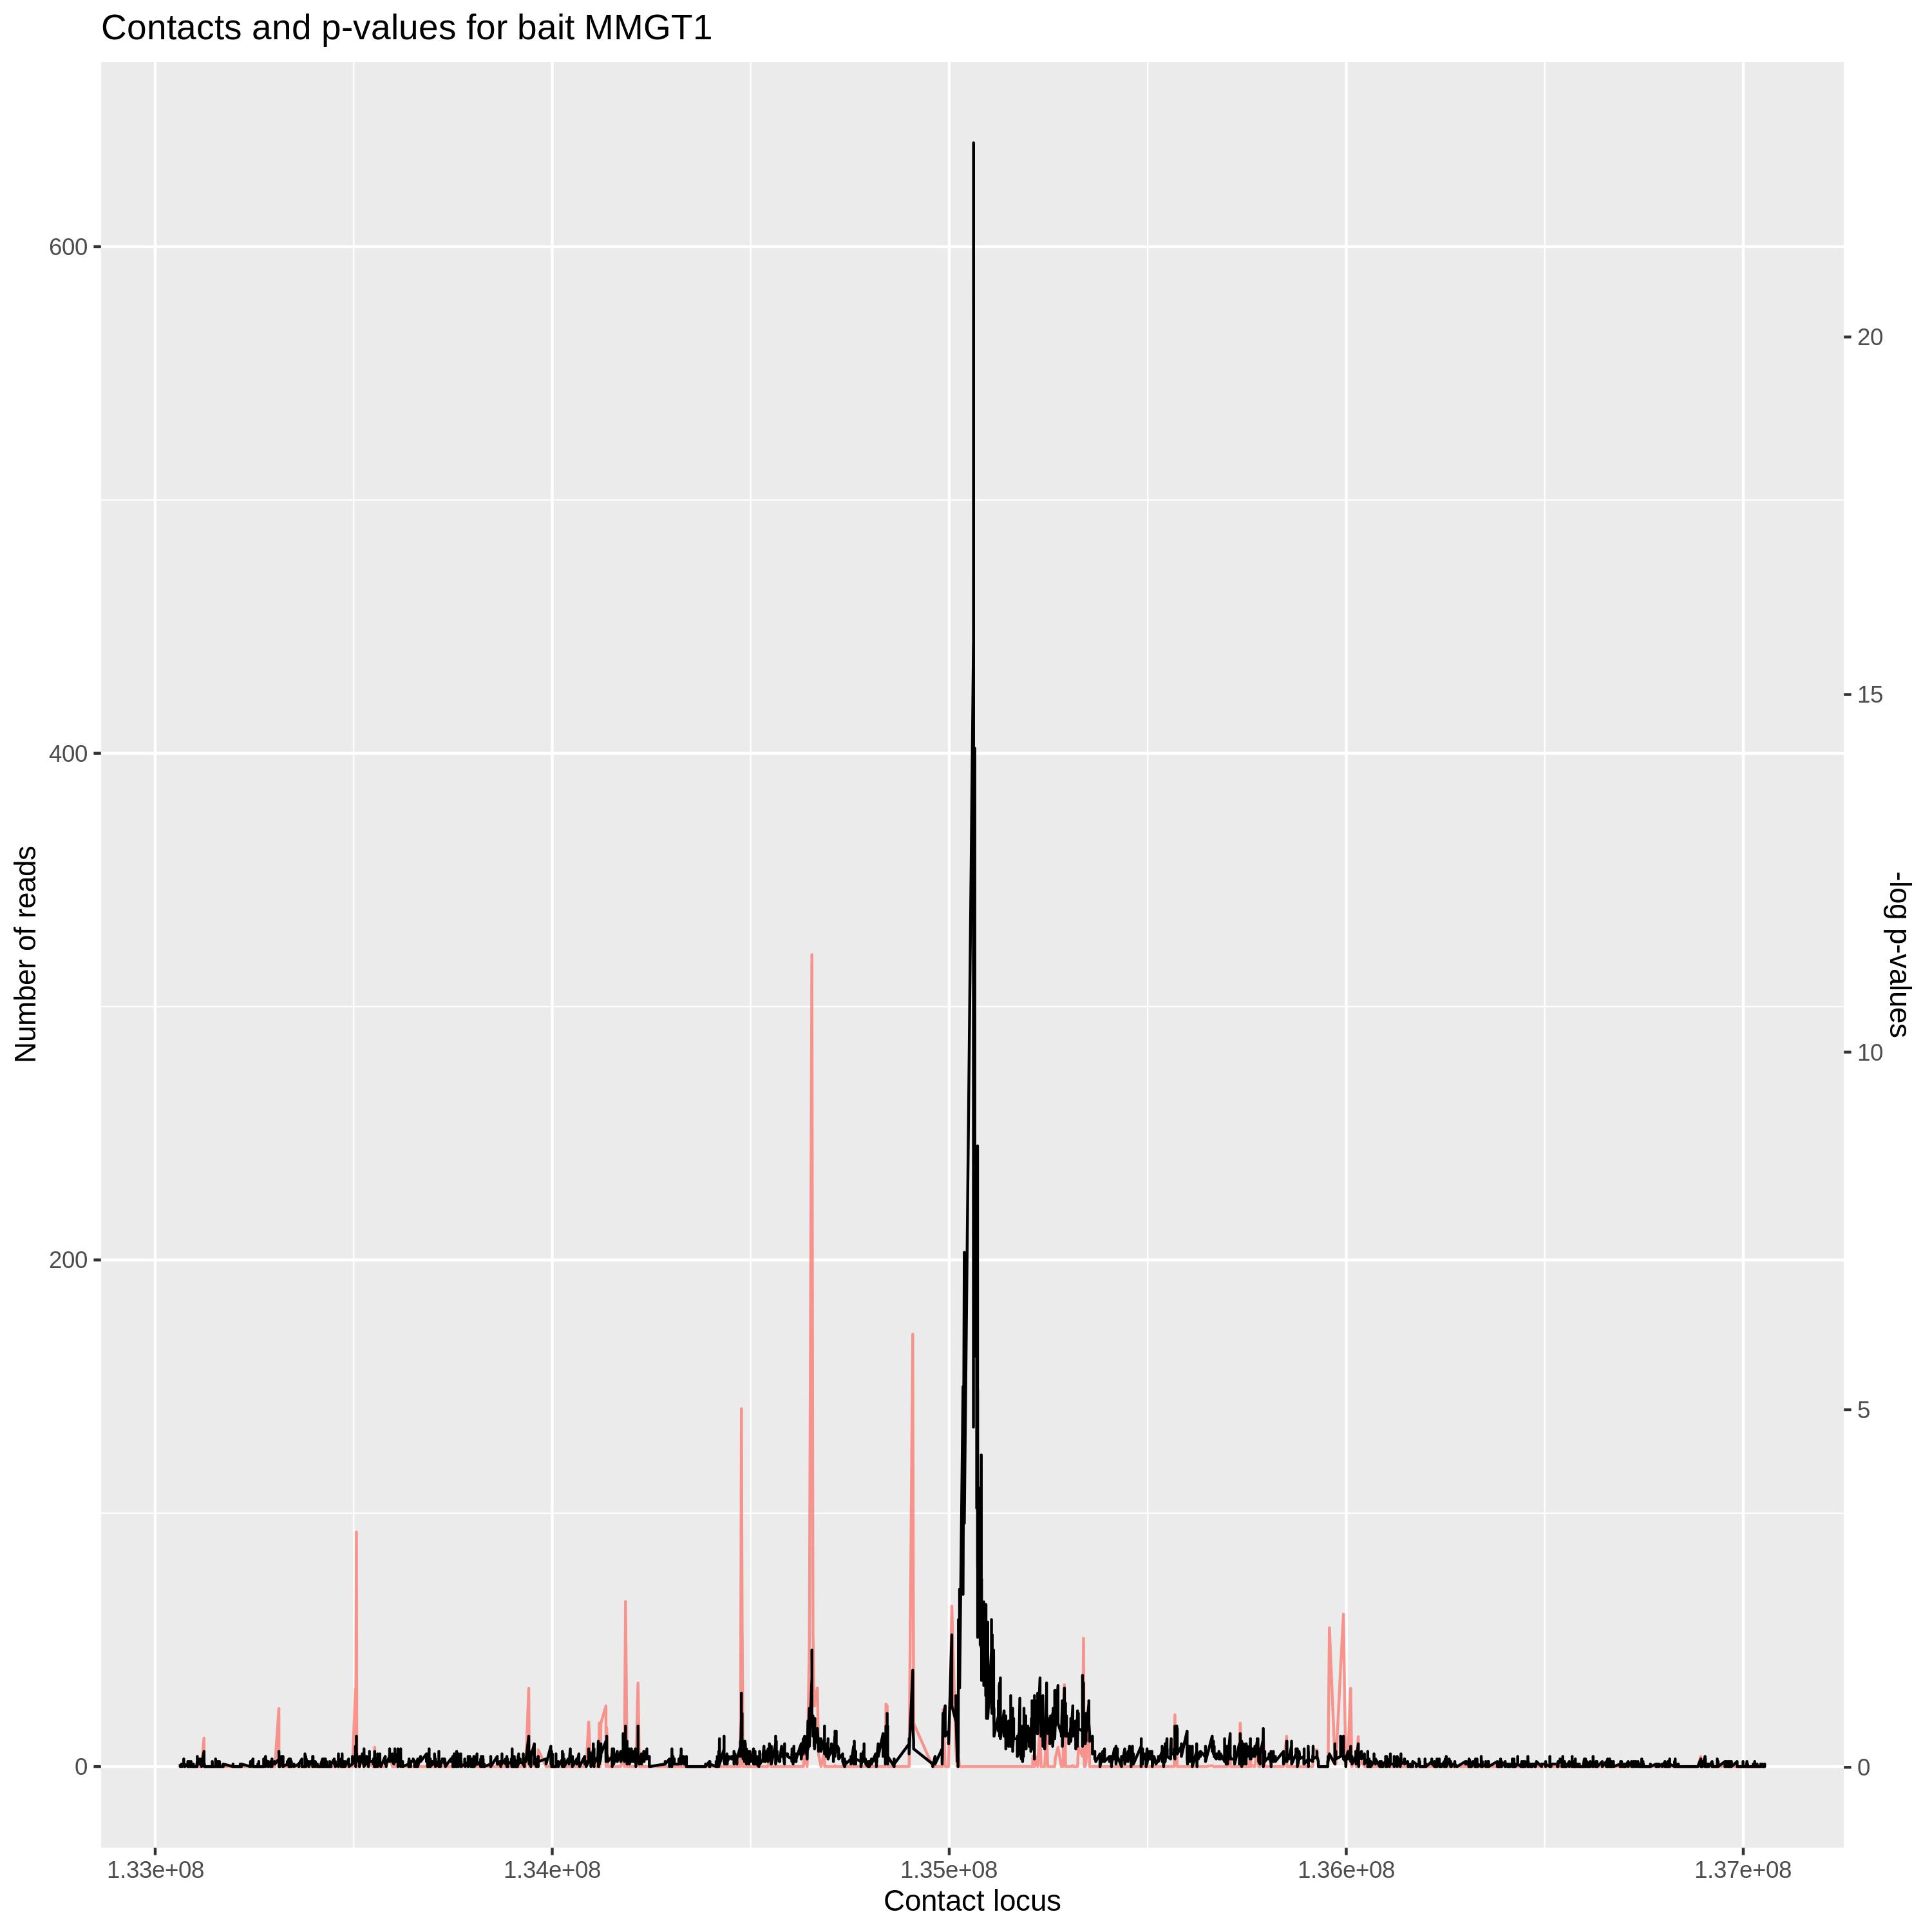 Contacts and p-values for bait MMGT1
600
400
200
0
Number of reads
20
15
10
5
0
-log p-values
1.33e+08
1.34e+08
1.35e+08
1.36e+08
1.37e+08
Contact locus